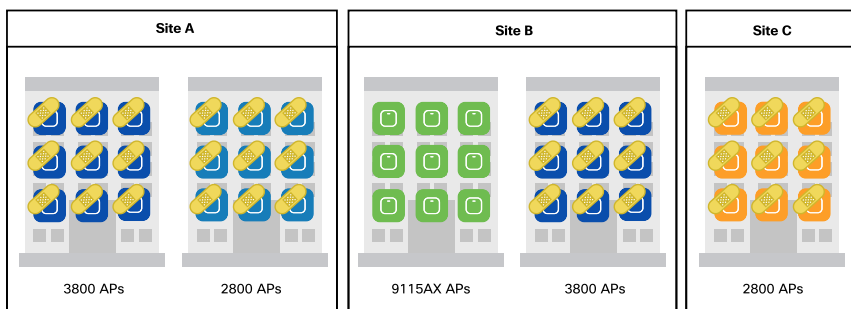 Site A
Site B
Site C
3800 APs
2800 APs
9115AX APs
3800 APs
2800 APs